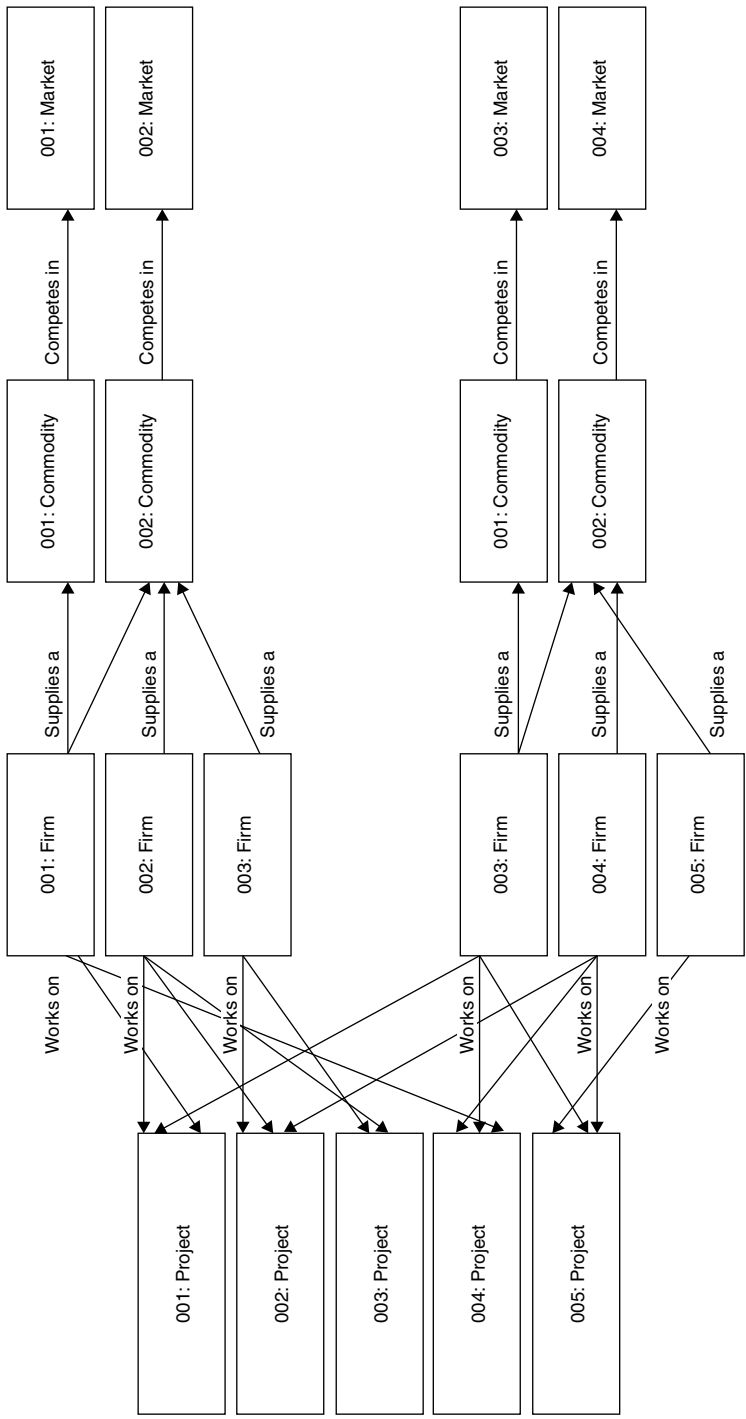 001: Market
002: Market
003: Market
004: Market
Competes in
Competes in
Competes in
Competes in
001: Commodity
002: Commodity
001: Commodity
002: Commodity
Supplies a
Supplies a
Supplies a
Supplies a
Supplies a
Supplies a
001: Firm
002: Firm
003: Firm
003: Firm
004: Firm
005: Firm
Works on
Works on
Works on
Works on
Works on
Works on
001: Project
002: Project
003: Project
004: Project
005: Project